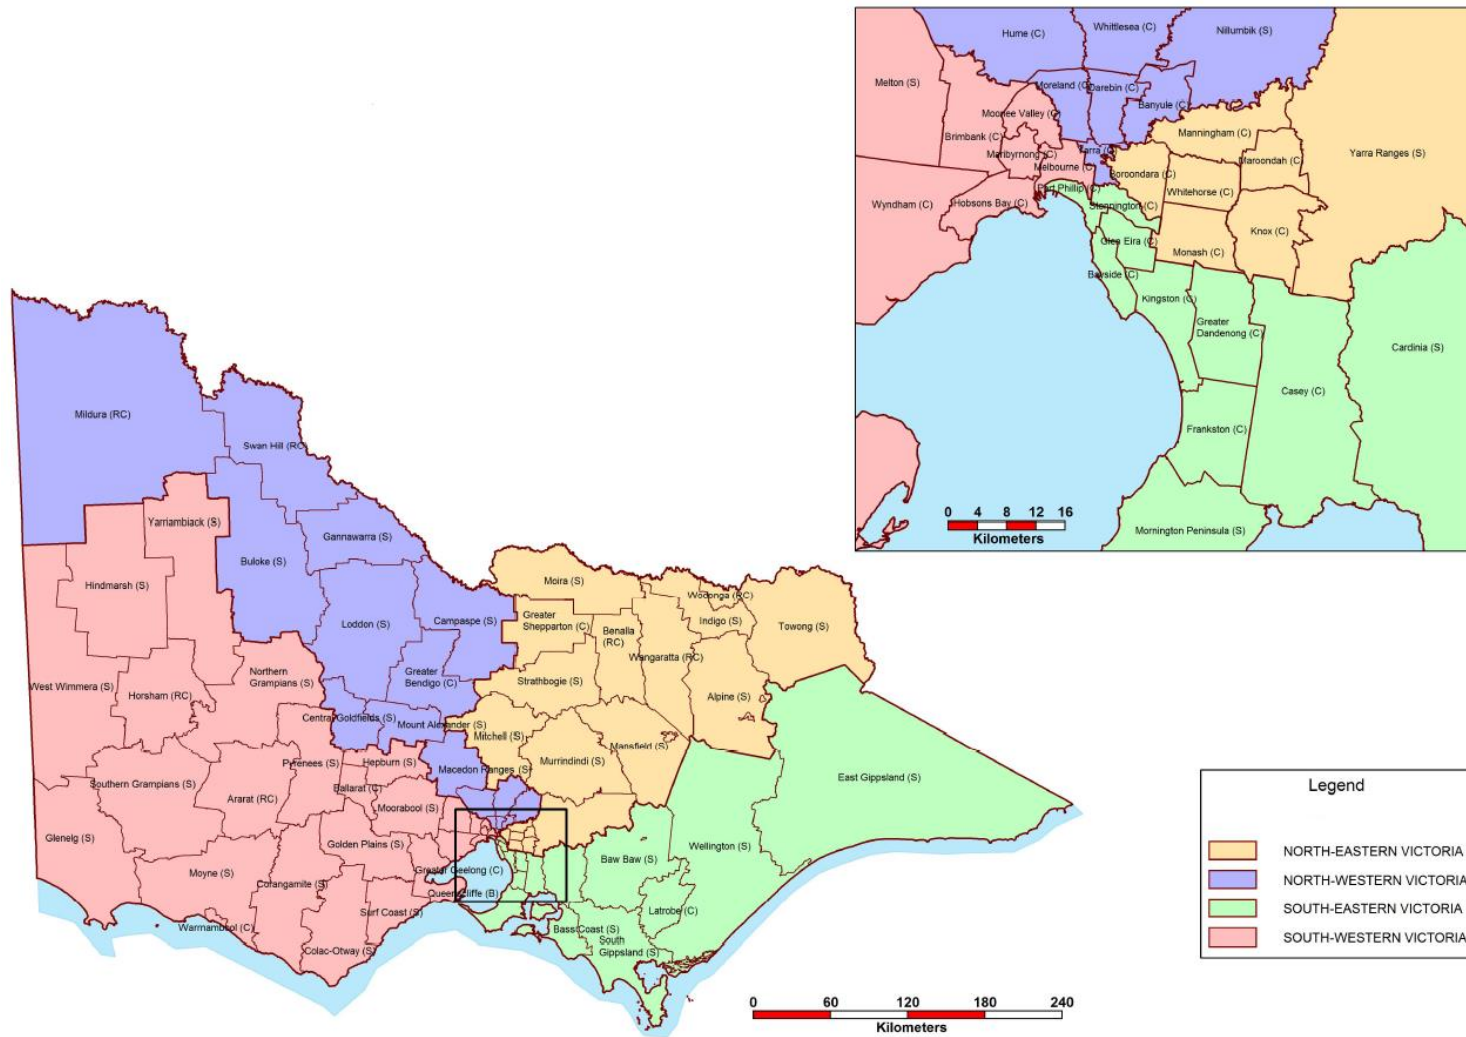 Hume (C)
Whittlesea (C)
Nillumbik (S)
Melton (S)
Moreland (C)
Darebin (C)
Banyule (C)
Moonee Valley (C)
Brimbank (C)
Manningham (C)
Maribyrnong (C)
Yarra (C)
Maroondah (C)
Yarra Ranges (S)
Melbourne (C)
Boroondara (C)
Port Phillip (C)
Whitehorse (C)
Wyndham (C)
Hobsons Bay (C)
Stonnington (C)
Knox (C)
Glen Eira (C)
Monash (C)
Bayside (C)
Kingston (C)
Greater
Dandenong (C)
Cardinia (S)
Casey (C)
Frankston (C)
Mornington Peninsula (S)
0 4 8 12 16
Kilometers
Mildura (RC)
Swan Hill (RC)
Yarriambiack (S)
Gannawarra (S)
Buloke (S)
Hindmarsh (S)
Moira (S)
Wodonga (RC)
Loddon (S)
Campaspe (S)
Greater
Shepparton (C)
Benalla
(RC)
Indigo (S)
Towong (S)
Wangaratta (RC)
West Wimmera (S)
Horsham (RC)
Northern
Grampians (S)
Greater
Bendigo (C)
Strathbogie (S)
Alpine (S)
Central Goldfields (S)
Mount Alexander (S)
Mitchell (S)
Mansfield (S)
Pyrenees (S)
Hepburn (S)
Macedon Ranges (S)
Murrindindi (S)
East Gippsland (S)
Southern Grampians (S)
Ararat (RC)
Ballarat (C)
Moorabool (S)
Glenelg (S)
Golden Plains (S)
Wellington (S)
Baw Baw (S)
Moyne (S)
Corangamite (S)
Greater Geelong (C)
Queenscliffe (B)
Surf Coast (S)
Latrobe (C)
Warrnambool (C)
Bass Coast (S)
South
Gippsland (S)
Colac-Otway (S)
0 60 120 180 240
Kilometers
Legend
NORTH-EASTERN VICTORIA
NORTH-WESTERN VICTORIA
SOUTH-EASTERN VICTORIA
SOUTH-WESTERN VICTORIA